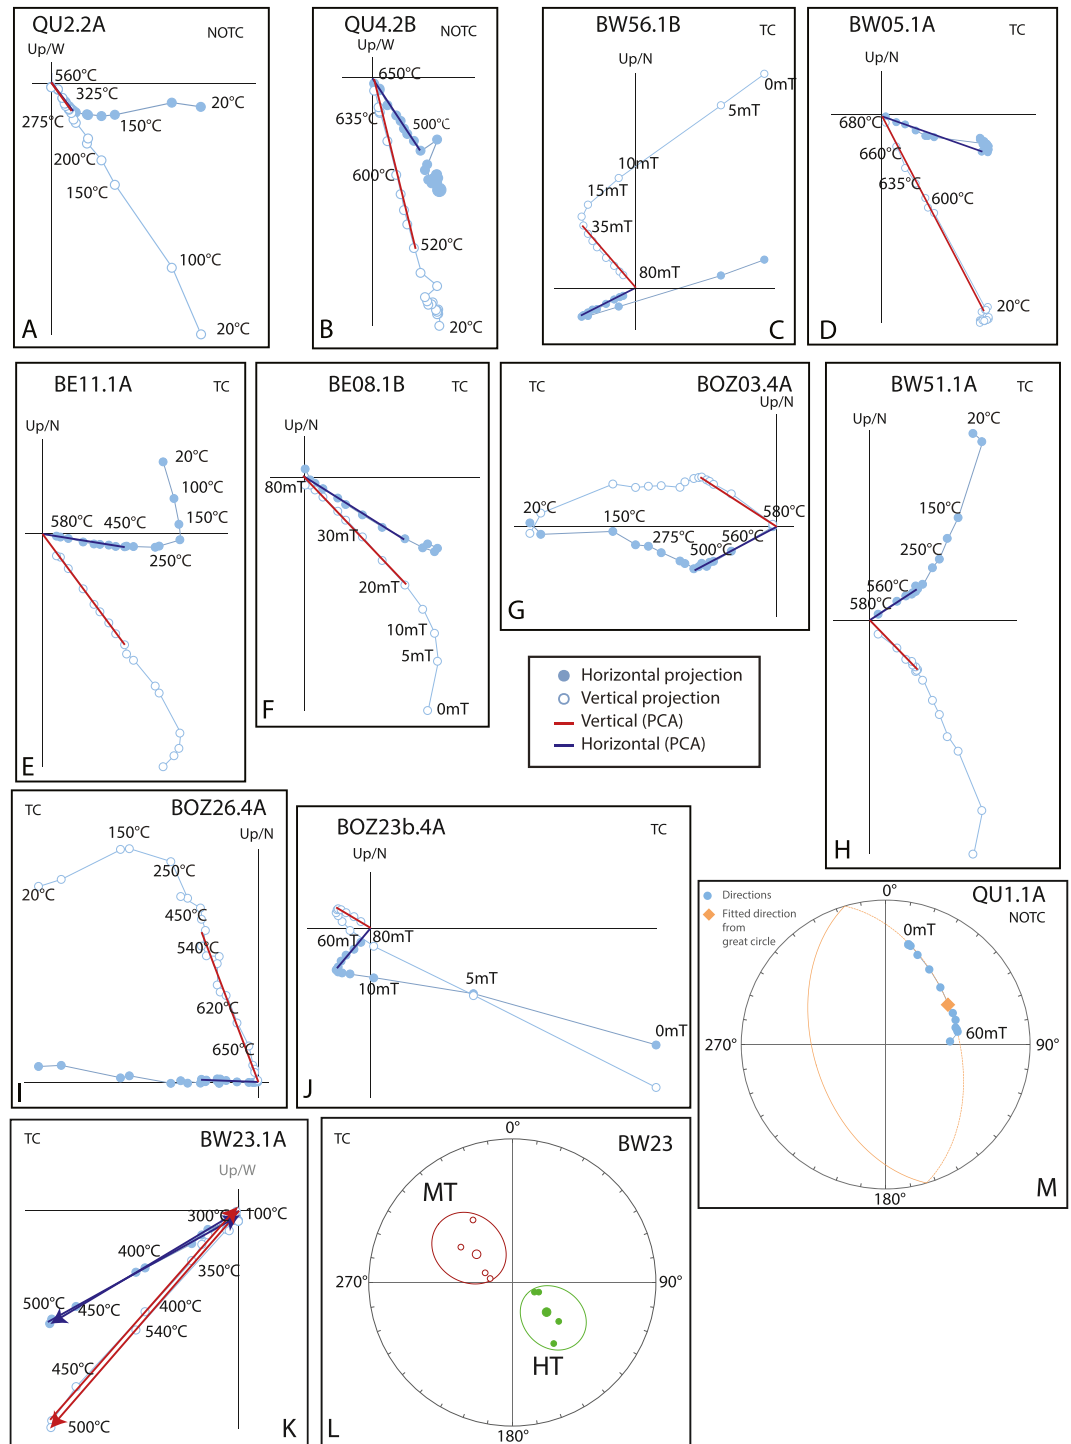 QU2.2A
NOTC
Up/W
560°C
325°C
20°C
275°C
150°C
200°C
150°C
100°C
20°C
A
QU4.2B
NOTC
Up/W
650°C
635°C
500°C
600°C
520°C
20°C
B
BW56.1B
TC
Up/N
0mT
5mT
10mT
15mT
35mT
80mT
C
BW05.1A
TC
Up/N
680°C
660°C
635°C
600°C
20°C
D
BE11.1A
TC
Up/N
20°C
100°C
150°C
580°C
450°C
250°C
E
BE08.1B
TC
Up/N
80mT
30mT
20mT
10mT
5mT
0mT
F
TC
BOZ03.4A
Up/N
20°C
150°C
580°C
275°C
560°C
500°C
G
Horizontal projection
Vertical projection
Vertical (PCA)
Horizontal (PCA)
BW51.1A
TC
Up/N
20°C
150°C
250°C
560°C
580°C
H
TC
BOZ26.4A
Up/N
150°C
250°C
20°C
450°C
540°C
620°C
650°C
I
BOZ23b.4A
TC
Up/N
60mT
80mT
10mT
5mT
0mT
J
Directions
Fitted direction
from
great circle
QU1.1A
NOTC
0°
0mT
60mT
270°
90°
180°
M
TC
BW23.1A
Up/W
300°C
100°C
400°C
350°C
500°C
450°C
400°C
540°C
450°C
500°C
K
TC
BW23
0°
MT
270°
90°
HT
180°
L